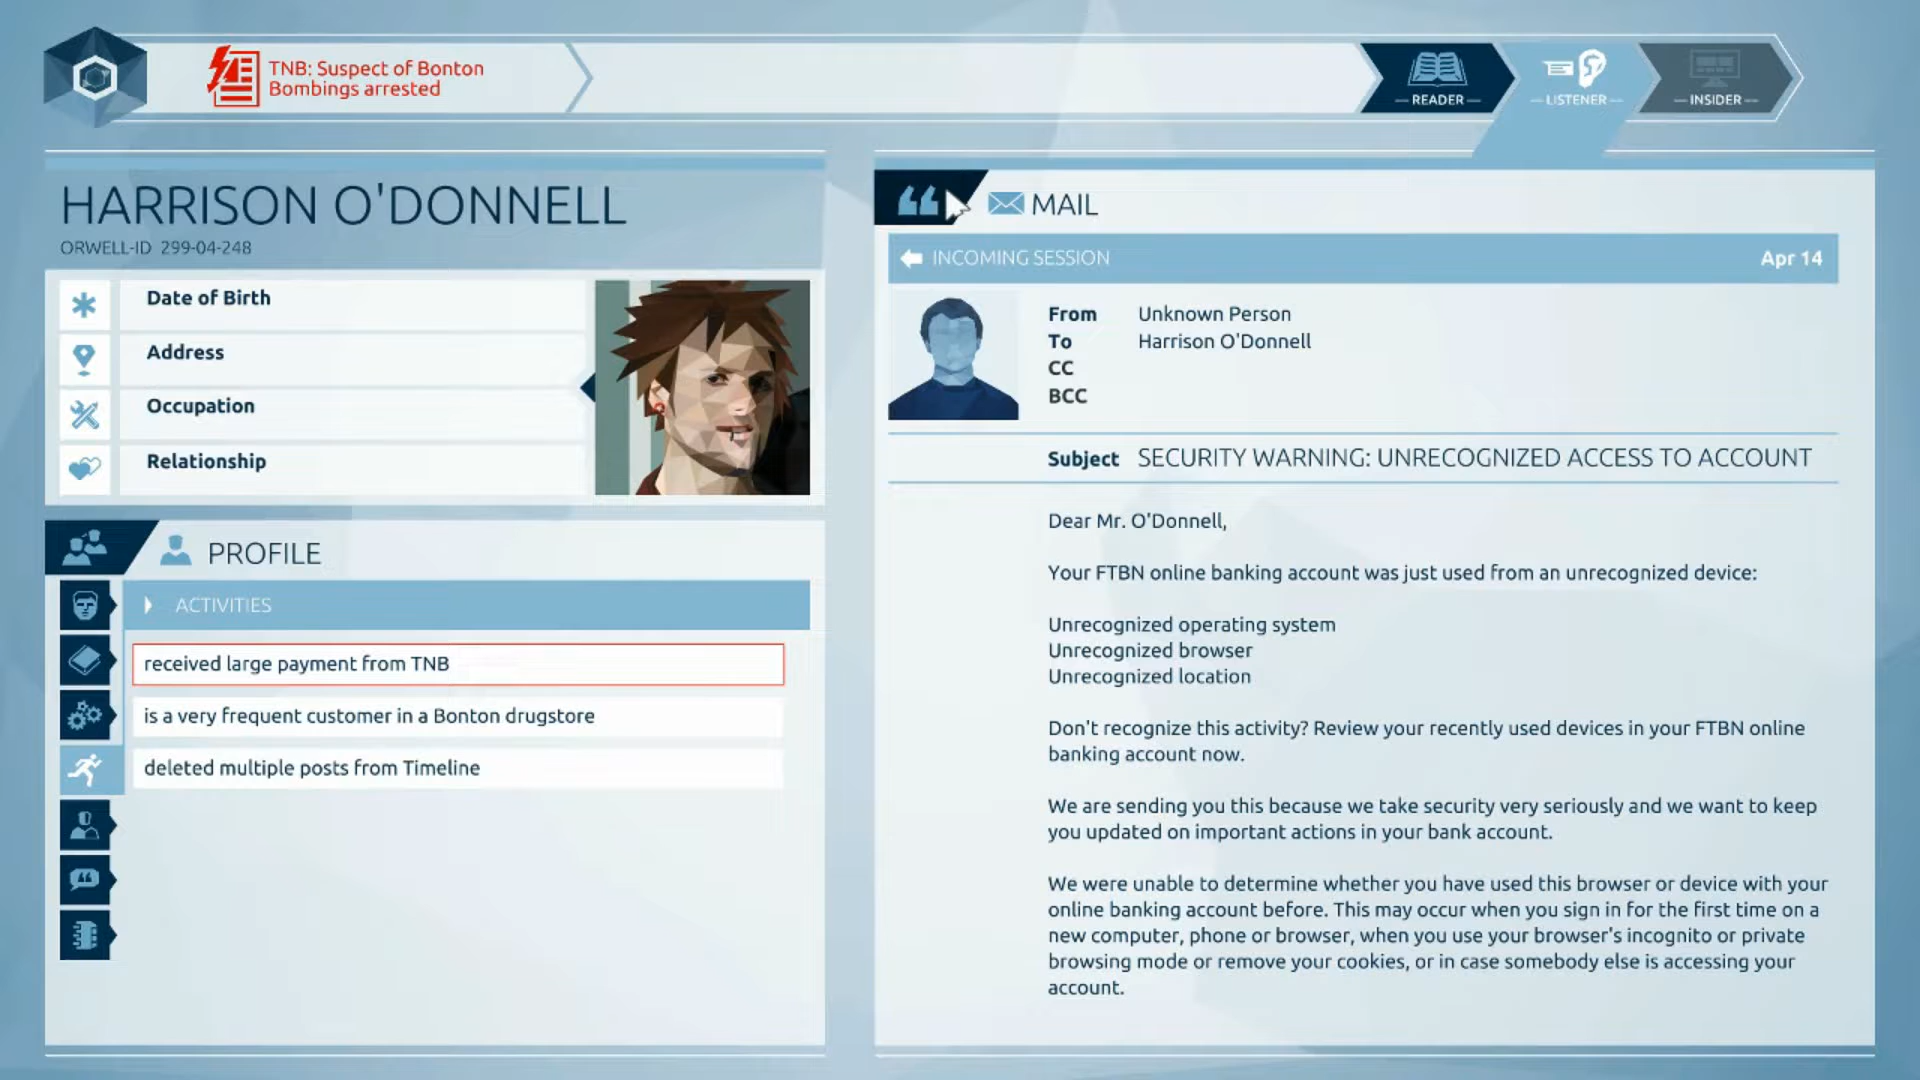 TNB: Suspect of Bonton
Bombings arrested
READER
LISTENER
INSIDER
HARRISON O'DONNELL
ORWELL-ID 299-04-248
Date of Birth
Address
Occupation
Relationship
PROFILE
ACTIVITIES
received large payment from TNB
is a very frequent customer in a Bonton drugstore
deleted multiple posts from Timeline
MAIL
INCOMING SESSION Apr 14
From Unknown Person
To Harrison O'Donnell
CC
BCC
Subject SECURITY WARNING: UNRECOGNIZED ACCESS TO ACCOUNT
Dear Mr. O'Donnell,
Your FTBN online banking account was just used from an unrecognized device:
Unrecognized operating system
Unrecognized browser
Unrecognized location
Don't recognize this activity? Review your recently used devices in your FTBN online
banking account now.
We are sending you this because we take security very seriously and we want to keep
you updated on important actions in your bank account.
We were unable to determine whether you have used this browser or device with your
online banking account before. This may occur when you sign in for the first time on a
new computer, phone or browser, when you use your browser's incognito or private
browsing mode or remove your cookies, or in case somebody else is accessing your
account.